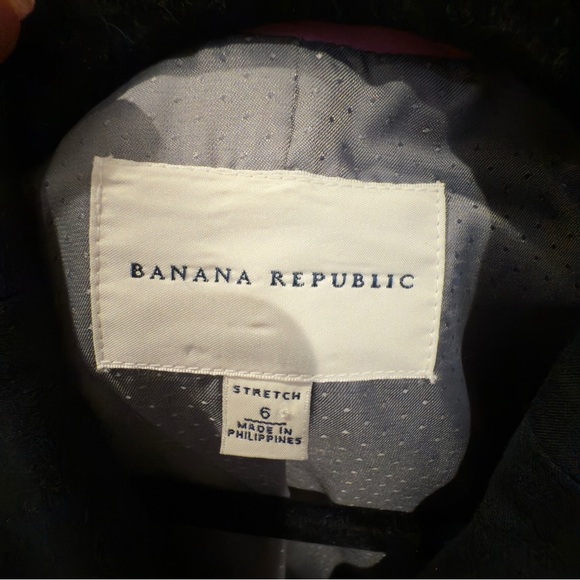 BANANA REPUBLIC
STRETCH
6
MADE IN
PHILIPPINES